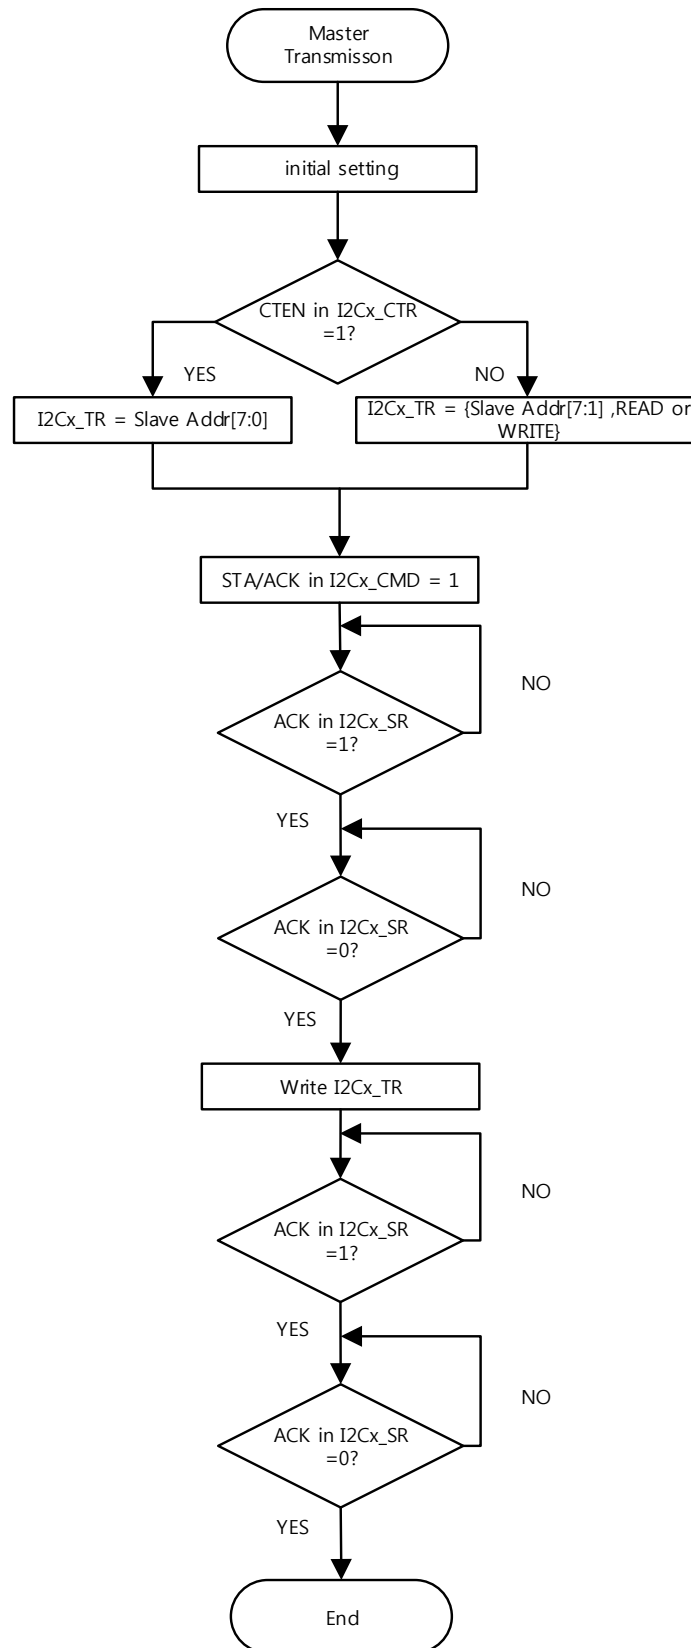 Master
Transmisson
initial setting
CTEN in I2Cx_CTR
=1?
YES
NO
I2Cx_TR = Slave Addr[7:0]
I2Cx_TR = {Slave Addr[7:1] ,READ or
WRITE}
STA/ACK in I2Cx_CMD = 1
NO
ACK in I2Cx_SR
=1?
YES
NO
ACK in I2Cx_SR
=0?
YES
Write I2Cx_TR
NO
ACK in I2Cx_SR
=1?
YES
NO
ACK in I2Cx_SR
=0?
YES
End